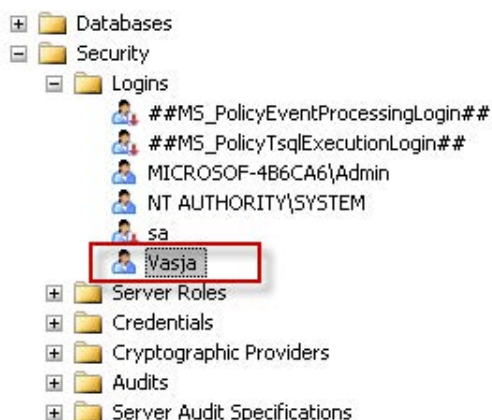 Databases
Security
Logins
##MS_PolicyEventProcessingLogin##
##MS_PolicyTsqlExecutionLogin##
MICROSOF-4B6CA6\Admin
NT AUTHORITY\SYSTEM
sa
Vasja
Server Roles
Credentials
Cryptographic Providers
Audits
Server Audit Specifications